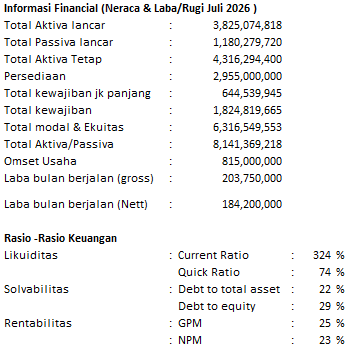 Informasi Financial (Neraca & Laba/Rugi Juli 2026 )
Total Aktiva lancar : 3,825,074,818
Total Passiva lancar : 1,180,279,720
Total Aktiva Tetap : 4,316,294,400
Persediaan : 2,955,000,000
Total kewajiban jk panjang : 644,539,945
Total kewajiban : 1,824,819,665
Total modal & Ekuitas : 6,316,549,553
Total Aktiva/Passiva : 8,141,369,218
Omset Usaha : 815,000,000
Laba bulan berjalan (gross) : 203,750,000
Laba bulan berjalan (Nett) : 184,200,000
Rasio -Rasio Keuangan
Likuiditas : Current Ratio : 324 %
Quick Ratio : 74 %
Solvabilitas : Debt to total asset : 22 %
Debt to equity : 29 %
Rentabilitas : GPM : 25 %
: NPM : 23 %